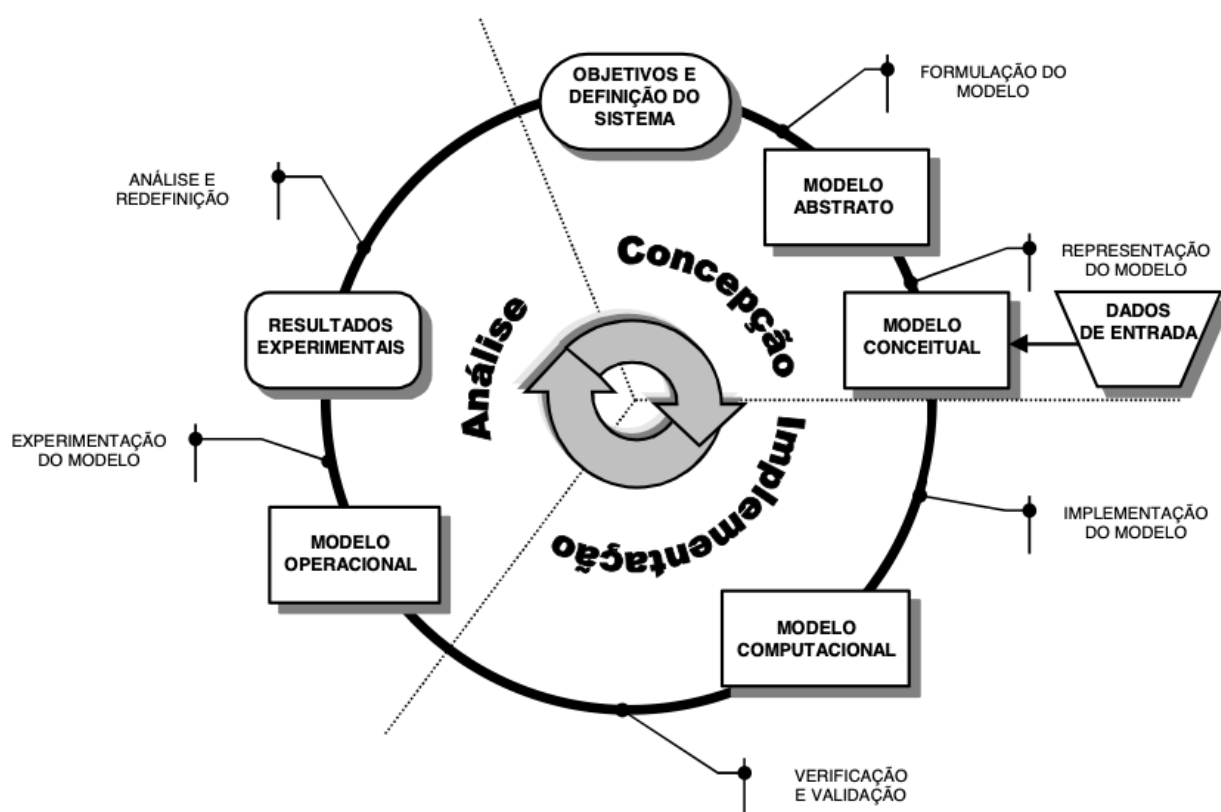 OBJETIVOS E
DEFINIÇÃO DO
SISTEMA
FORMULAÇÃO DO
MODELO
MODELO
ABSTRATO
REPRESENTAÇÃO
DO MODELO
MODELO
CONCEITUAL
DADOS
DE ENTRADA
Concepção
IMPLEMENTAÇÃO
DO MODELO
Implementação
MODELO
COMPUTACIONAL
VERIFICAÇÃO
E VALIDAÇÃO
MODELO
OPERACIONAL
EXPERIMENTAÇÃO
DO MODELO
Análise
RESULTADOS
EXPERIMENTAIS
ANÁLISE E
REDEFINIÇÃO